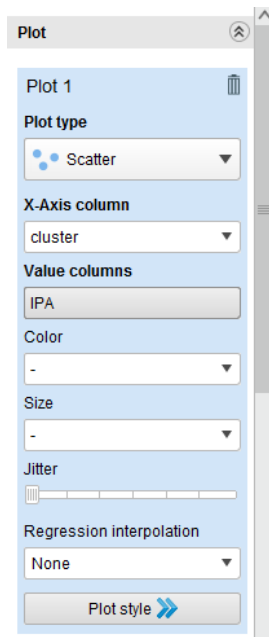 Plot
Plot 1
Plot type
Scatter
X-Axis column
cluster
Value columns
IPA
Color
-
Size
-
Jitter
Regression interpolation
None
Plot style